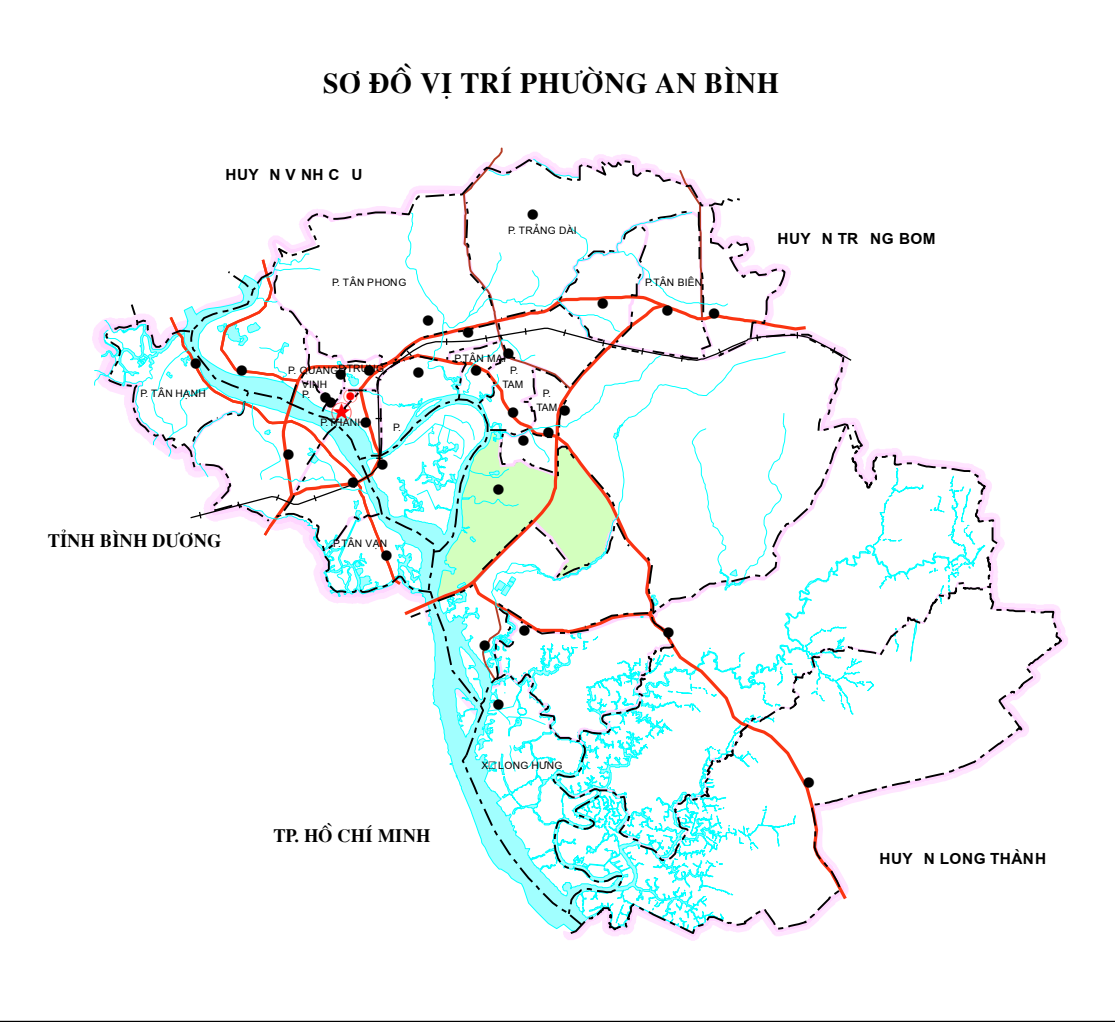 SƠ ĐỒ VỊ TRÍ PHƯỜNG AN BÌNH
HUY N V NH C U
P. TRẢNG DÀI
HUY N TR NG BOM
P. TÂN PHONG
P.TÂN BIÊN
P.TÂN MAI
P. QUANG
VINH
P.TRUNG
P.
TAM
P.
TAM
P. TÂN HẠNH
P.
P.THANH
P.
TỈNH BÌNH DƯƠNG
P.TÂN VẠN
X LONG HƯNG
TP. HỒ CHÍ MINH
HUY N LONG THÀNH